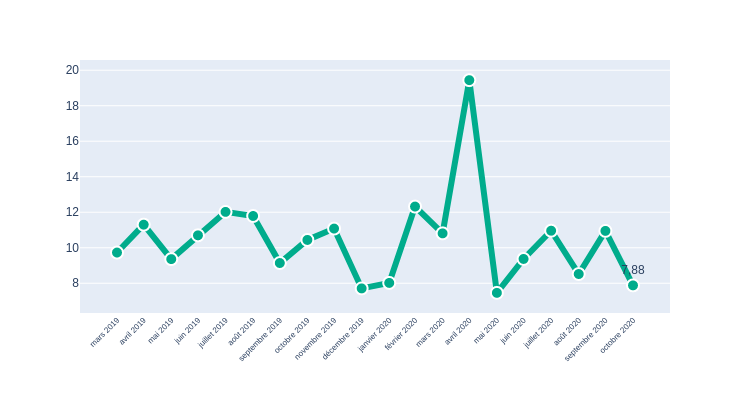 20
18
16
14
12
10
8
7.88
mars 2019
avril 2019
mai 2019
juin 2019
juillet 2019
août 2019
septembre 2019
octobre 2019
novembre 2019
décembre 2019
janvier 2020
février 2020
mars 2020
avril 2020
mai 2020
juin 2020
juillet 2020
août 2020
septembre 2020
octobre 2020